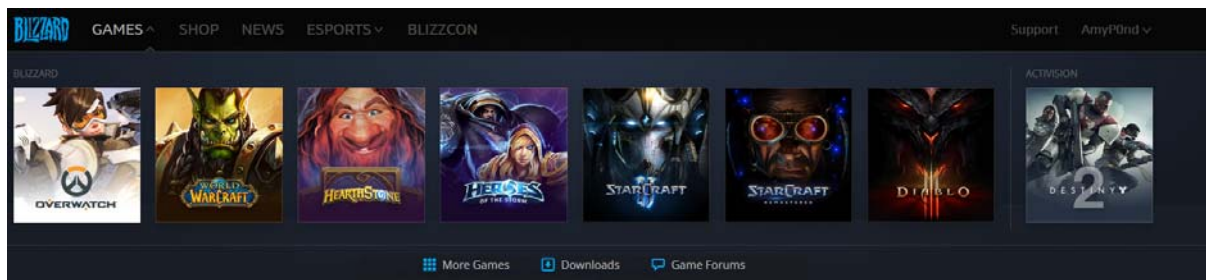 BLIZZARD GAMES SHOP NEWS ESPORTS BLIZZCON Support AmyP0nd
BLIZZARD ACTIVISION
OVERWATCH
WORLD
WARCRAFT
HEARTHSTONE
HEROES
OF THE STORM
STARCRAFT
II
STARCRAFT
REMASTERED
DIABLO
III
DESTINY
2
More Games Downloads Game Forums